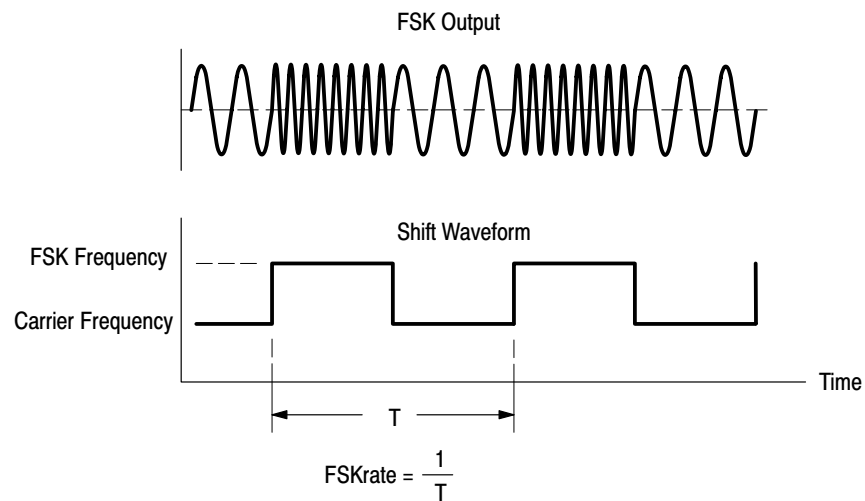 FSK Output
Shift Waveform
FSK Frequency
Carrier Frequency
Time
T
FSKrate = 1
T